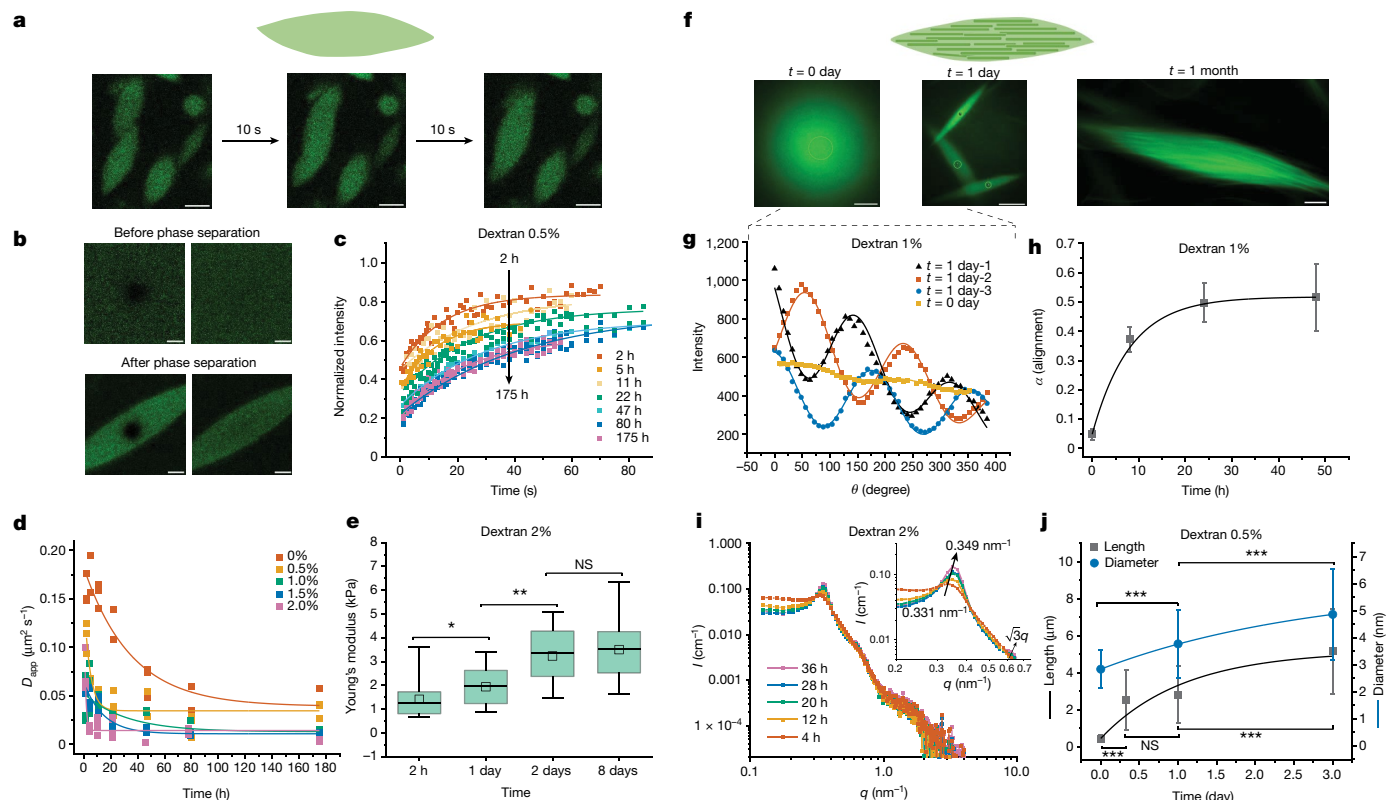 a
10 s
10 s
b
Before phase separation
After phase separation
c
Dextran 0.5%
Normalized intensity
1.0
0.8
0.6
0.4
0.2
0
2 h
175 h
2 h
5 h
11 h
22 h
47 h
80 h
175 h
0 20 40 60 80
Time (s)
d
Dapp (μm² s⁻¹)
0.20
0.15
0.10
0.05
0
0%
0.5%
1.0%
1.5%
2.0%
0 20 40 60 80 100 120 140 160 180
Time (h)
e
Dextran 2%
Young's modulus (kPa)
7
6
5
4
3
2
1
0
−1
*
**
NS
2 h 1 day 2 days 8 days
Time
f
t = 0 day
t = 1 day
t = 1 month
g
Dextran 1%
Intensity
1,200
1,000
800
600
400
200
t = 1 day-1
t = 1 day-2
t = 1 day-3
t = 0 day
−50 0 50 100 150 200 250 300 350 400
θ (degree)
h
Dextran 1%
α (alignment)
0.7
0.6
0.5
0.4
0.3
0.2
0.1
0
0 10 20 30 40 50
Time (h)
i
Dextran 2%
I (cm⁻¹)
1.000
0.100
0.010
0.001
1 × 10⁻⁴
36 h
28 h
20 h
12 h
4 h
0.1 1.0 10.0
q (nm⁻¹)
I (cm⁻¹)
0.10
0.01
0.349 nm⁻¹
0.331 nm⁻¹
√3q
0.2 0.3 0.4 0.5 0.6 0.7
q (nm⁻¹)
j
Dextran 0.5%
Length
Diameter
Length (μm)
10
8
6
4
2
0
Diameter (nm)
7
6
5
4
3
2
1
0
***
***
***
NS
***
0.0 0.5 1.0 1.5 2.0 2.5 3.0
Time (day)